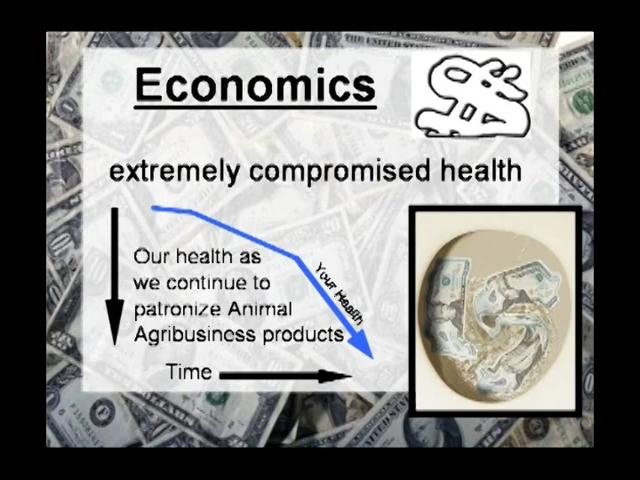 Economics
extremely compromised health
Our health as
we continue to
patronize Animal
Agribusiness products
Your Health
Time